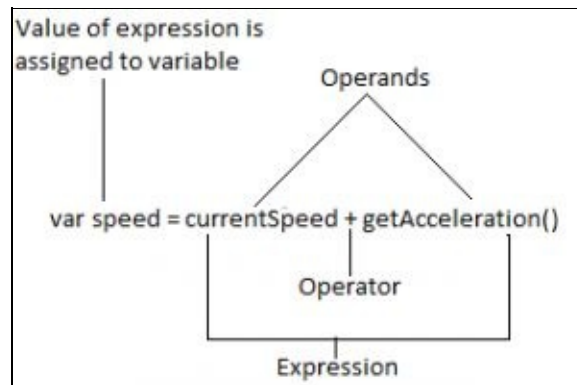 Value of expression is
assigned to variable
Operands
var speed = currentSpeed + getAcceleration()
Operator
Expression